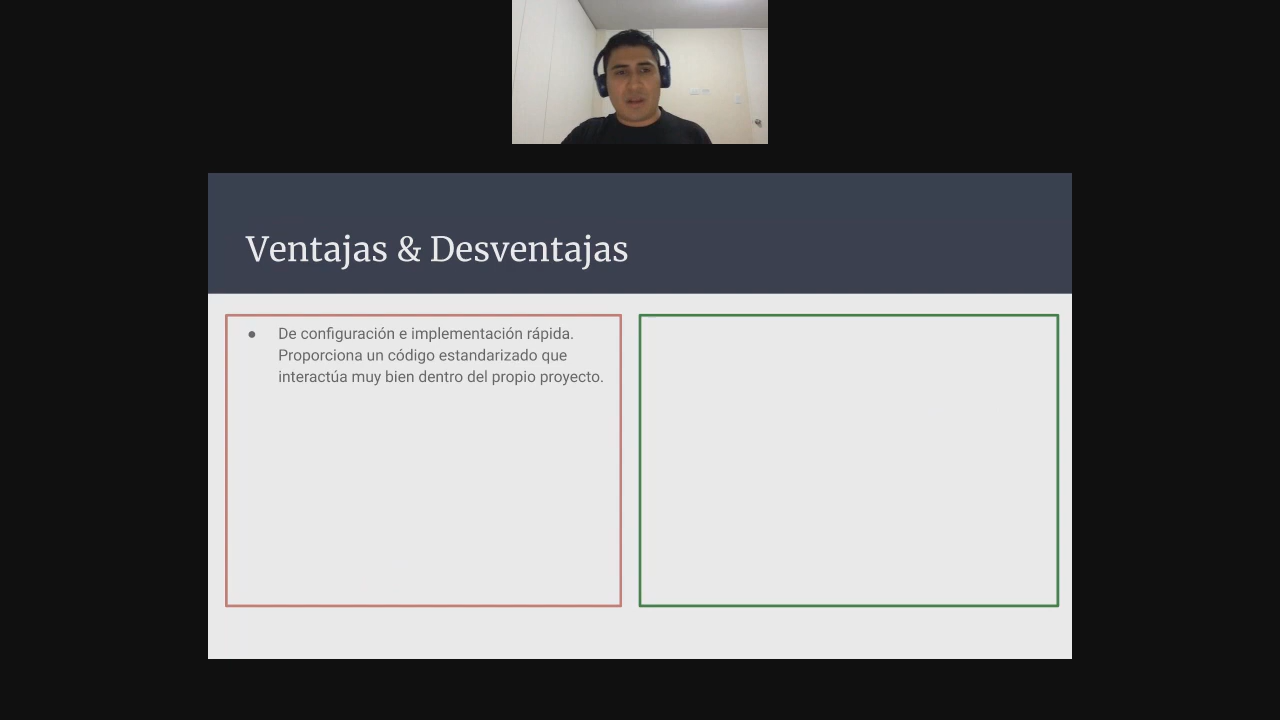 Ventajas & Desventajas
● De configuración e implementación rápida.
Proporciona un código estandarizado que
interactúa muy bien dentro del propio proyecto.